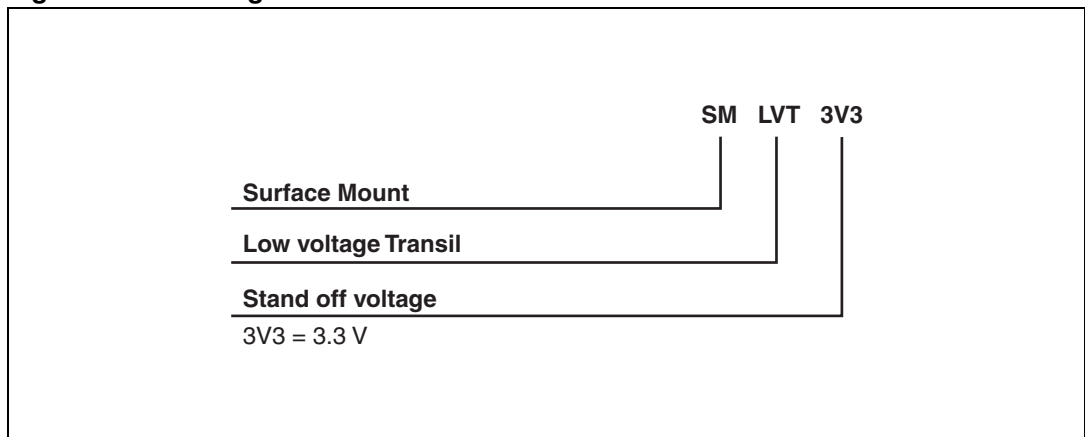 SM LVT 3V3
Surface Mount
Low voltage Transil
Stand off voltage
3V3 = 3.3 V